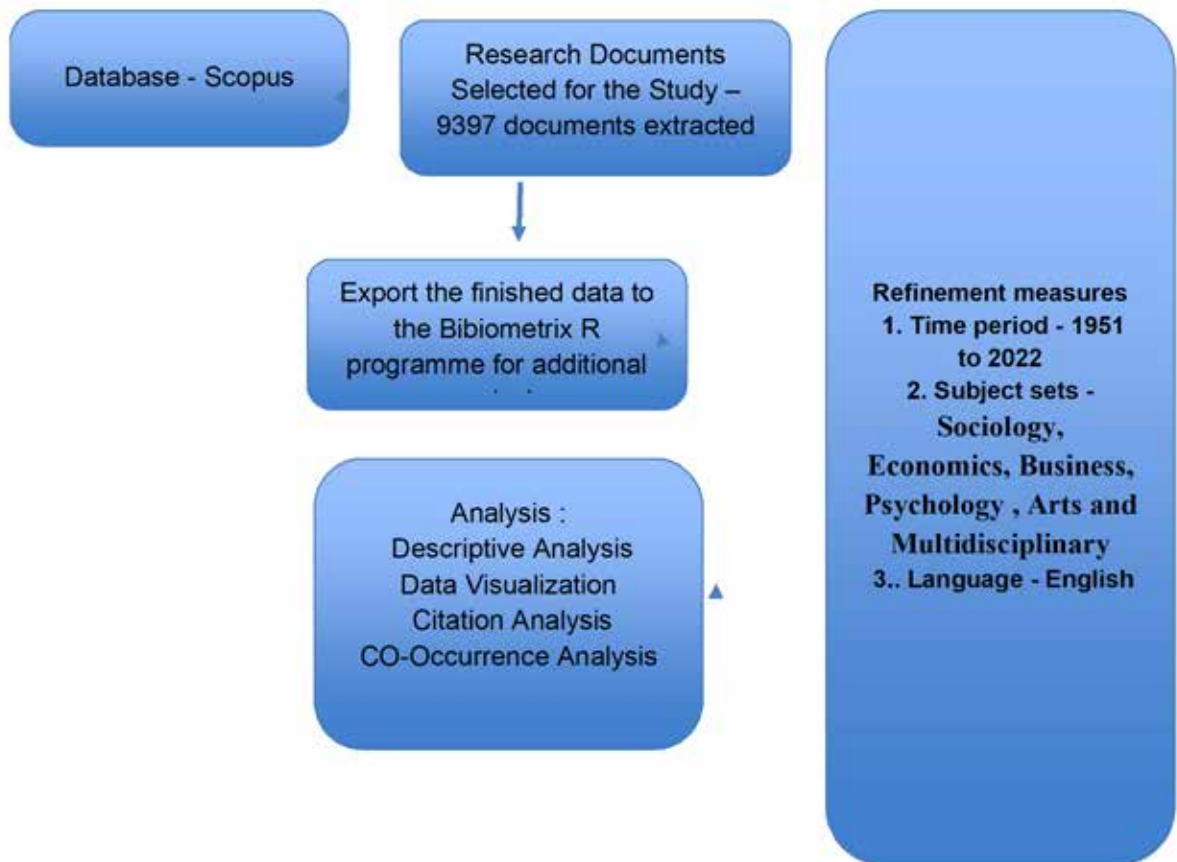 Database - Scopus
Research Documents
Selected for the Study –
9397 documents extracted
Export the finished data to
the Bibiometrix R
programme for additional
Analysis :
Descriptive Analysis
Data Visualization
Citation Analysis
CO-Occurrence Analysis
Refinement measures
1. Time period - 1951
to 2022
2. Subject sets -
Sociology,
Economics, Business,
Psychology , Arts and
Multidisciplinary
3.. Language - English